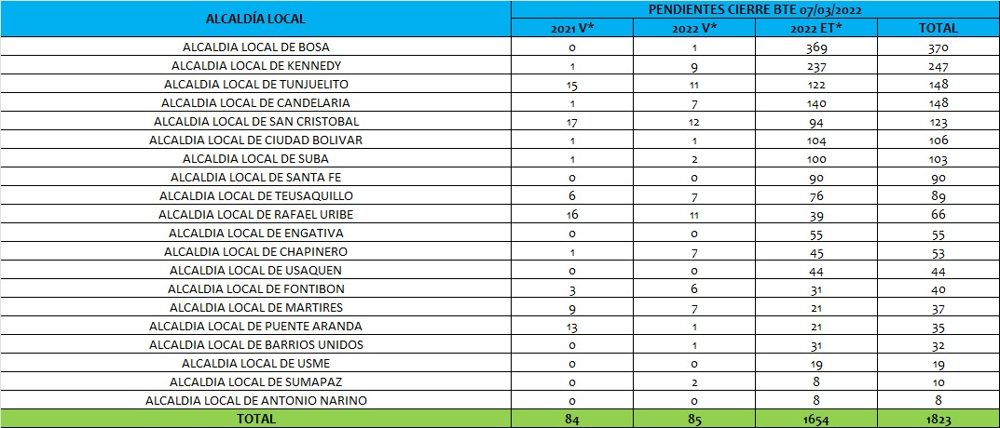 ALCALDÍA LOCAL PENDIENTES CIERRE BTE 07/03/2022
2021 V* 2022 V* 2022 ET* TOTAL
ALCALDIA LOCAL DE BOSA 0 1 369 370
ALCALDIA LOCAL DE KENNEDY 1 9 237 247
ALCALDIA LOCAL DE TUNJUELITO 15 11 122 148
ALCALDIA LOCAL DE CANDELARIA 1 7 140 148
ALCALDIA LOCAL DE SAN CRISTOBAL 17 12 94 123
ALCALDIA LOCAL DE CIUDAD BOLIVAR 1 1 104 106
ALCALDIA LOCAL DE SUBA 1 2 100 103
ALCALDIA LOCAL DE SANTA FE 0 0 90 90
ALCALDIA LOCAL DE TEUSAQUILLO 6 7 76 89
ALCALDIA LOCAL DE RAFAEL URIBE 16 11 39 66
ALCALDIA LOCAL DE ENGATIVA 0 0 55 55
ALCALDIA LOCAL DE CHAPINERO 1 7 45 53
ALCALDIA LOCAL DE USAQUEN 0 0 44 44
ALCALDIA LOCAL DE FONTIBON 3 6 31 40
ALCALDIA LOCAL DE MARTIRES 9 7 21 37
ALCALDIA LOCAL DE PUENTE ARANDA 13 1 21 35
ALCALDIA LOCAL DE BARRIOS UNIDOS 0 1 31 32
ALCALDIA LOCAL DE USME 0 0 19 19
ALCALDIA LOCAL DE SUMAPAZ 0 2 8 10
ALCALDIA LOCAL DE ANTONIO NARINO 0 0 8 8
TOTAL 84 85 1654 1823